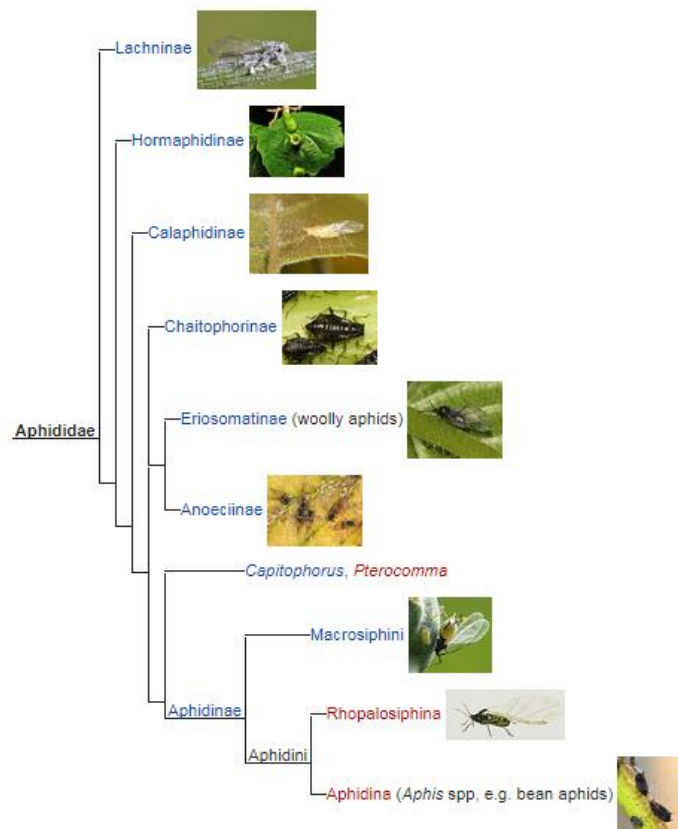 Lachninae
Hormaphidinae
Calaphidinae
Chaitophorinae
Eriosomatinae (woolly aphids)
Aphididae
Anoeciinae
Capitophorus, Pterocomma
Macrosiphini
Aphidinae
Rhopalosiphina
Aphidini
Aphidina (Aphis spp, e.g. bean aphids)